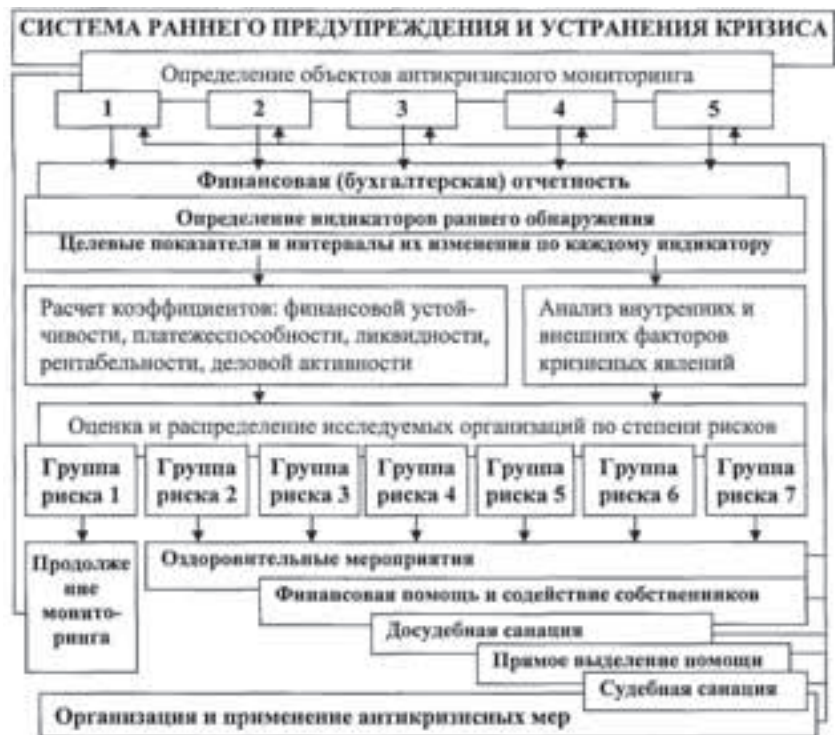 СИСТЕМА РАННЕГО ПРЕДУПРЕЖДЕНИЯ И УСТРАНЕНИЯ КРИЗИСА
Определение объектов антикризисного мониторинга
1 2 3 4 5
Финансовая (бухгалтерская) отчетность
Определение индикаторов раннего обнаружения
Целевые показатели и интервалы их изменения по каждому индикатору
Расчет коэффициентов: финансовой устой-
чивости, платежеспособности, ликвидности,
рентабельности, деловой активности
Анализ внутренних и
внешних факторов
кризисных явлений
Оценка и распределение исследуемых организаций по степени рисков
Группа
риска 1
Группа
риска 2
Группа
риска 3
Группа
риска 4
Группа
риска 5
Группа
риска 6
Группа
риска 7
Продолже
ние
монито-
ринга
Оздоровительные мероприятия
Финансовая помощь и содействие собственников
Досудебная санация
Прямое выделение помощи
Судебная санация
Организация и применение антикризисных мер